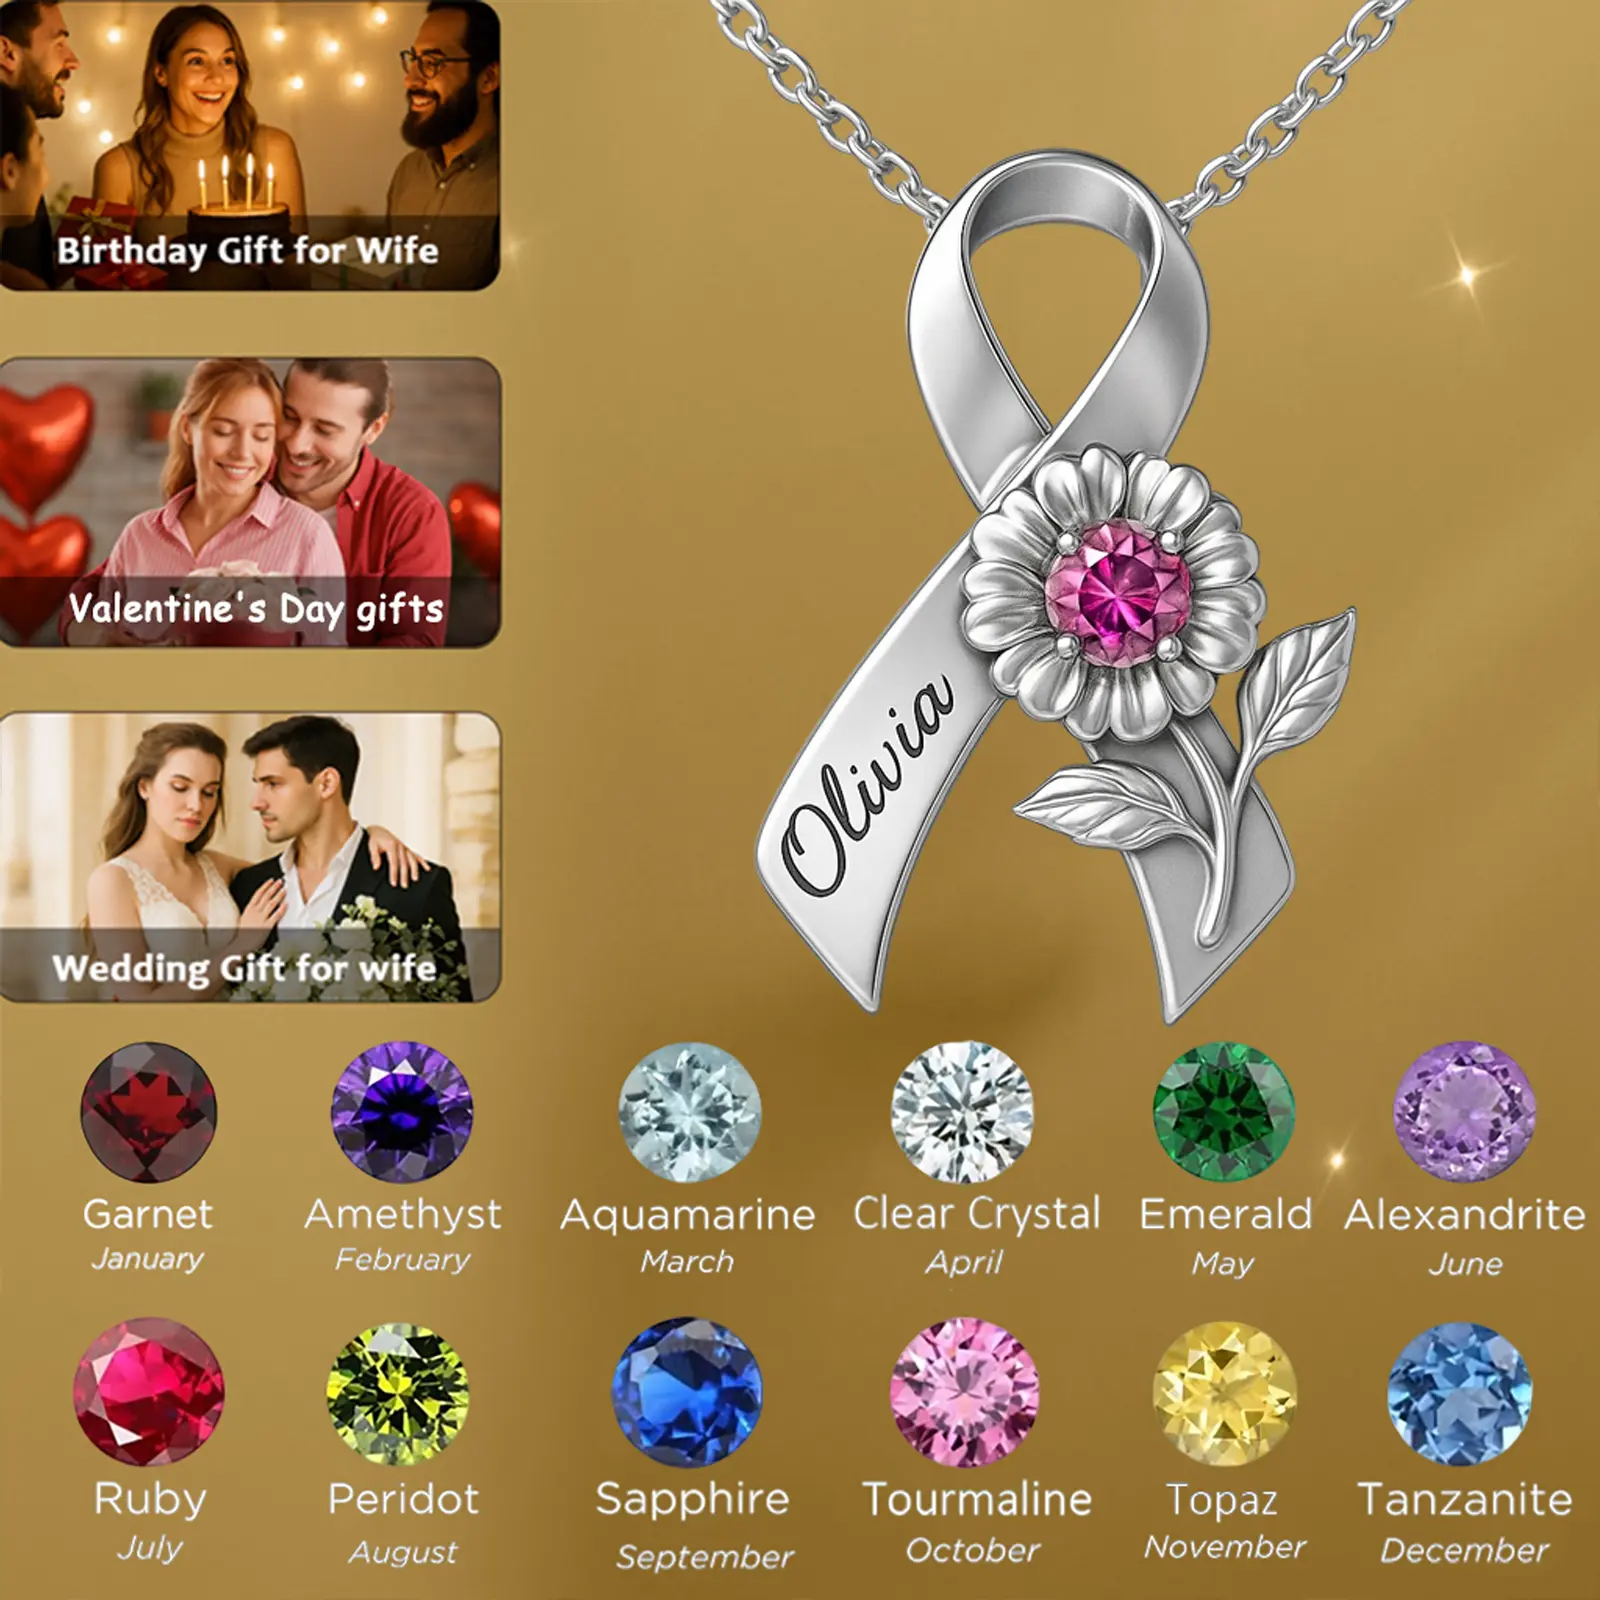 Birthday Gift for Wife
Valentine's Day gifts
Wedding Gift for wife
Olivia
Garnet
January
Amethyst
February
Aquamarine
March
Clear Crystal
April
Emerald
May
Alexandrite
June
Ruby
July
Peridot
August
Sapphire
September
Tourmaline
October
Topaz
November
Tanzanite
December